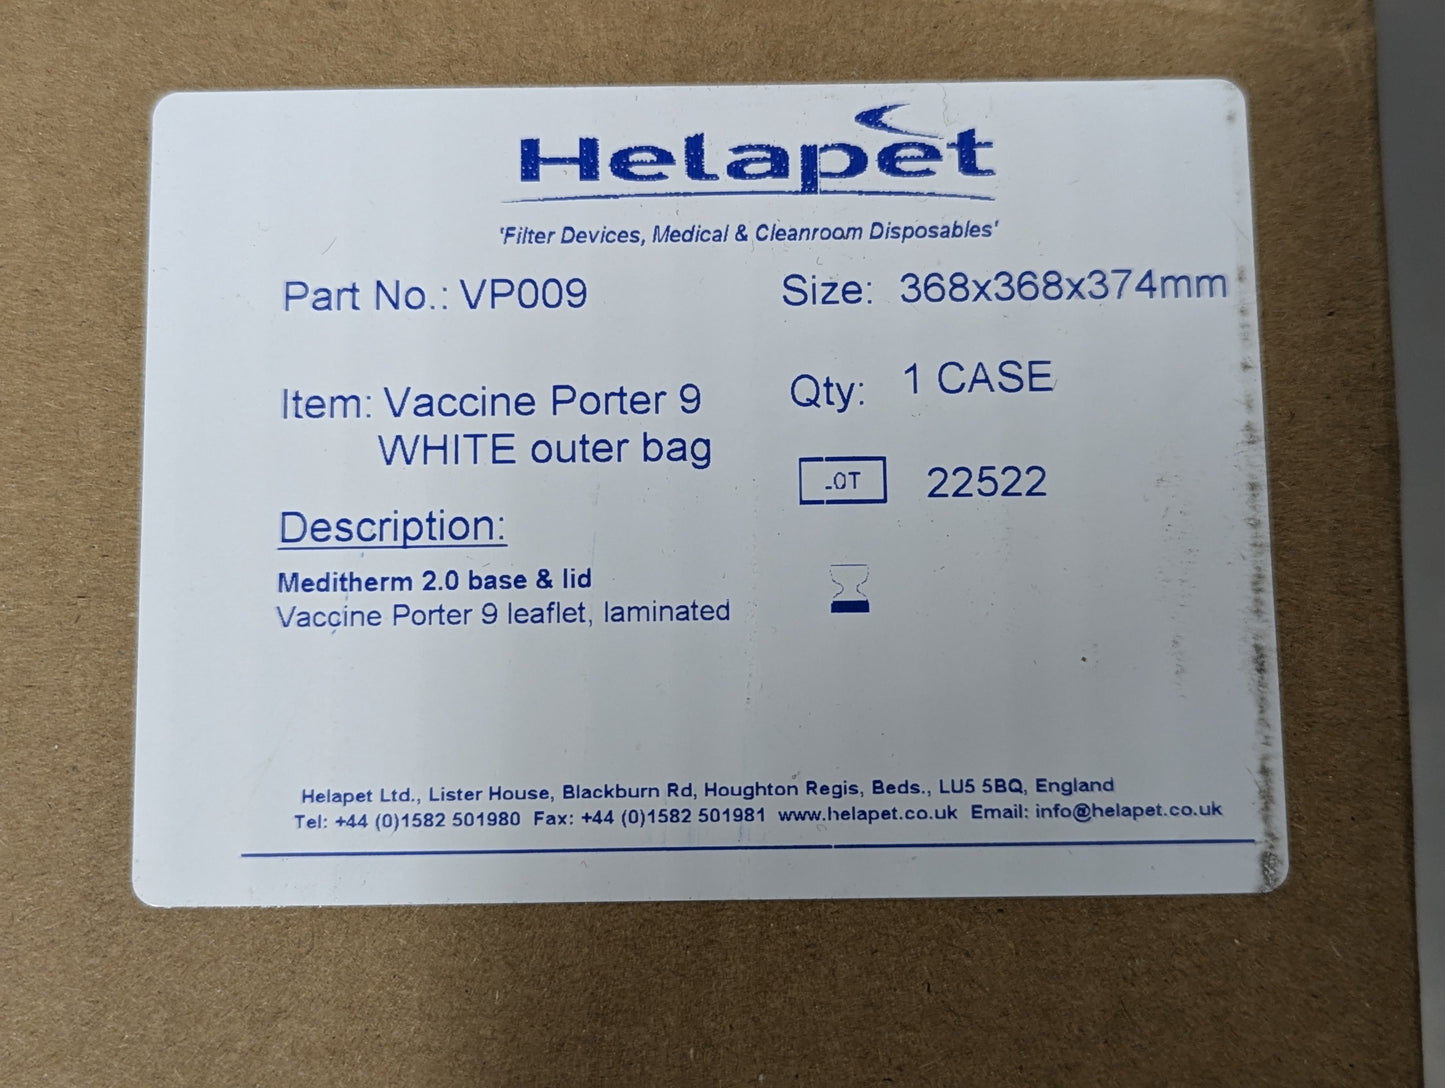 Helapet
'Filter Devices, Medical & Cleanroom Disposables'
Part No.: VP009
Size: 368x368x374mm
Item: Vaccine Porter 9
WHITE outer bag
Qty: 1 CASE
LOT 22522
Description:
Meditherm 2.0 base & lid
Vaccine Porter 9 leaflet, laminated
Helapet Ltd., Lister House, Blackburn Rd, Houghton Regis, Beds., LU5 5BQ, England
Tel: +44 (0)1582 501980 Fax: +44 (0)1582 501981 www.helapet.co.uk Email: info@helapet.co.uk